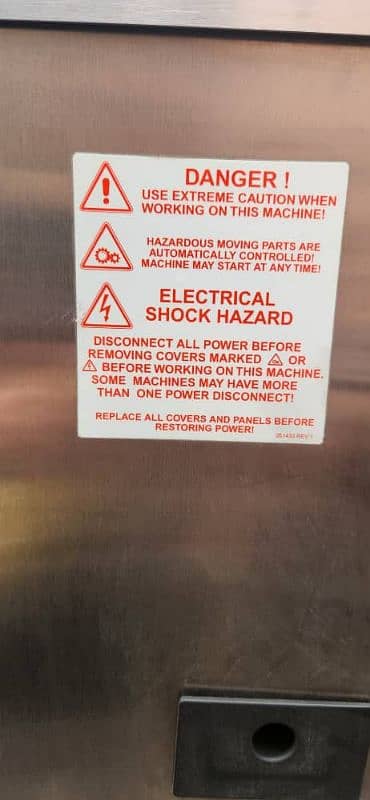 DANGER !
USE EXTREME CAUTION WHEN
WORKING ON THIS MACHINE!
HAZARDOUS MOVING PARTS ARE
AUTOMATICALLY CONTROLLED!
MACHINE MAY START AT ANY TIME!
ELECTRICAL
SHOCK HAZARD
DISCONNECT ALL POWER BEFORE
REMOVING COVERS MARKED OR
BEFORE WORKING ON THIS MACHINE.
SOME MACHINES MAY HAVE MORE
THAN ONE POWER DISCONNECT!
REPLACE ALL COVERS AND PANELS BEFORE
RESTORING POWER!